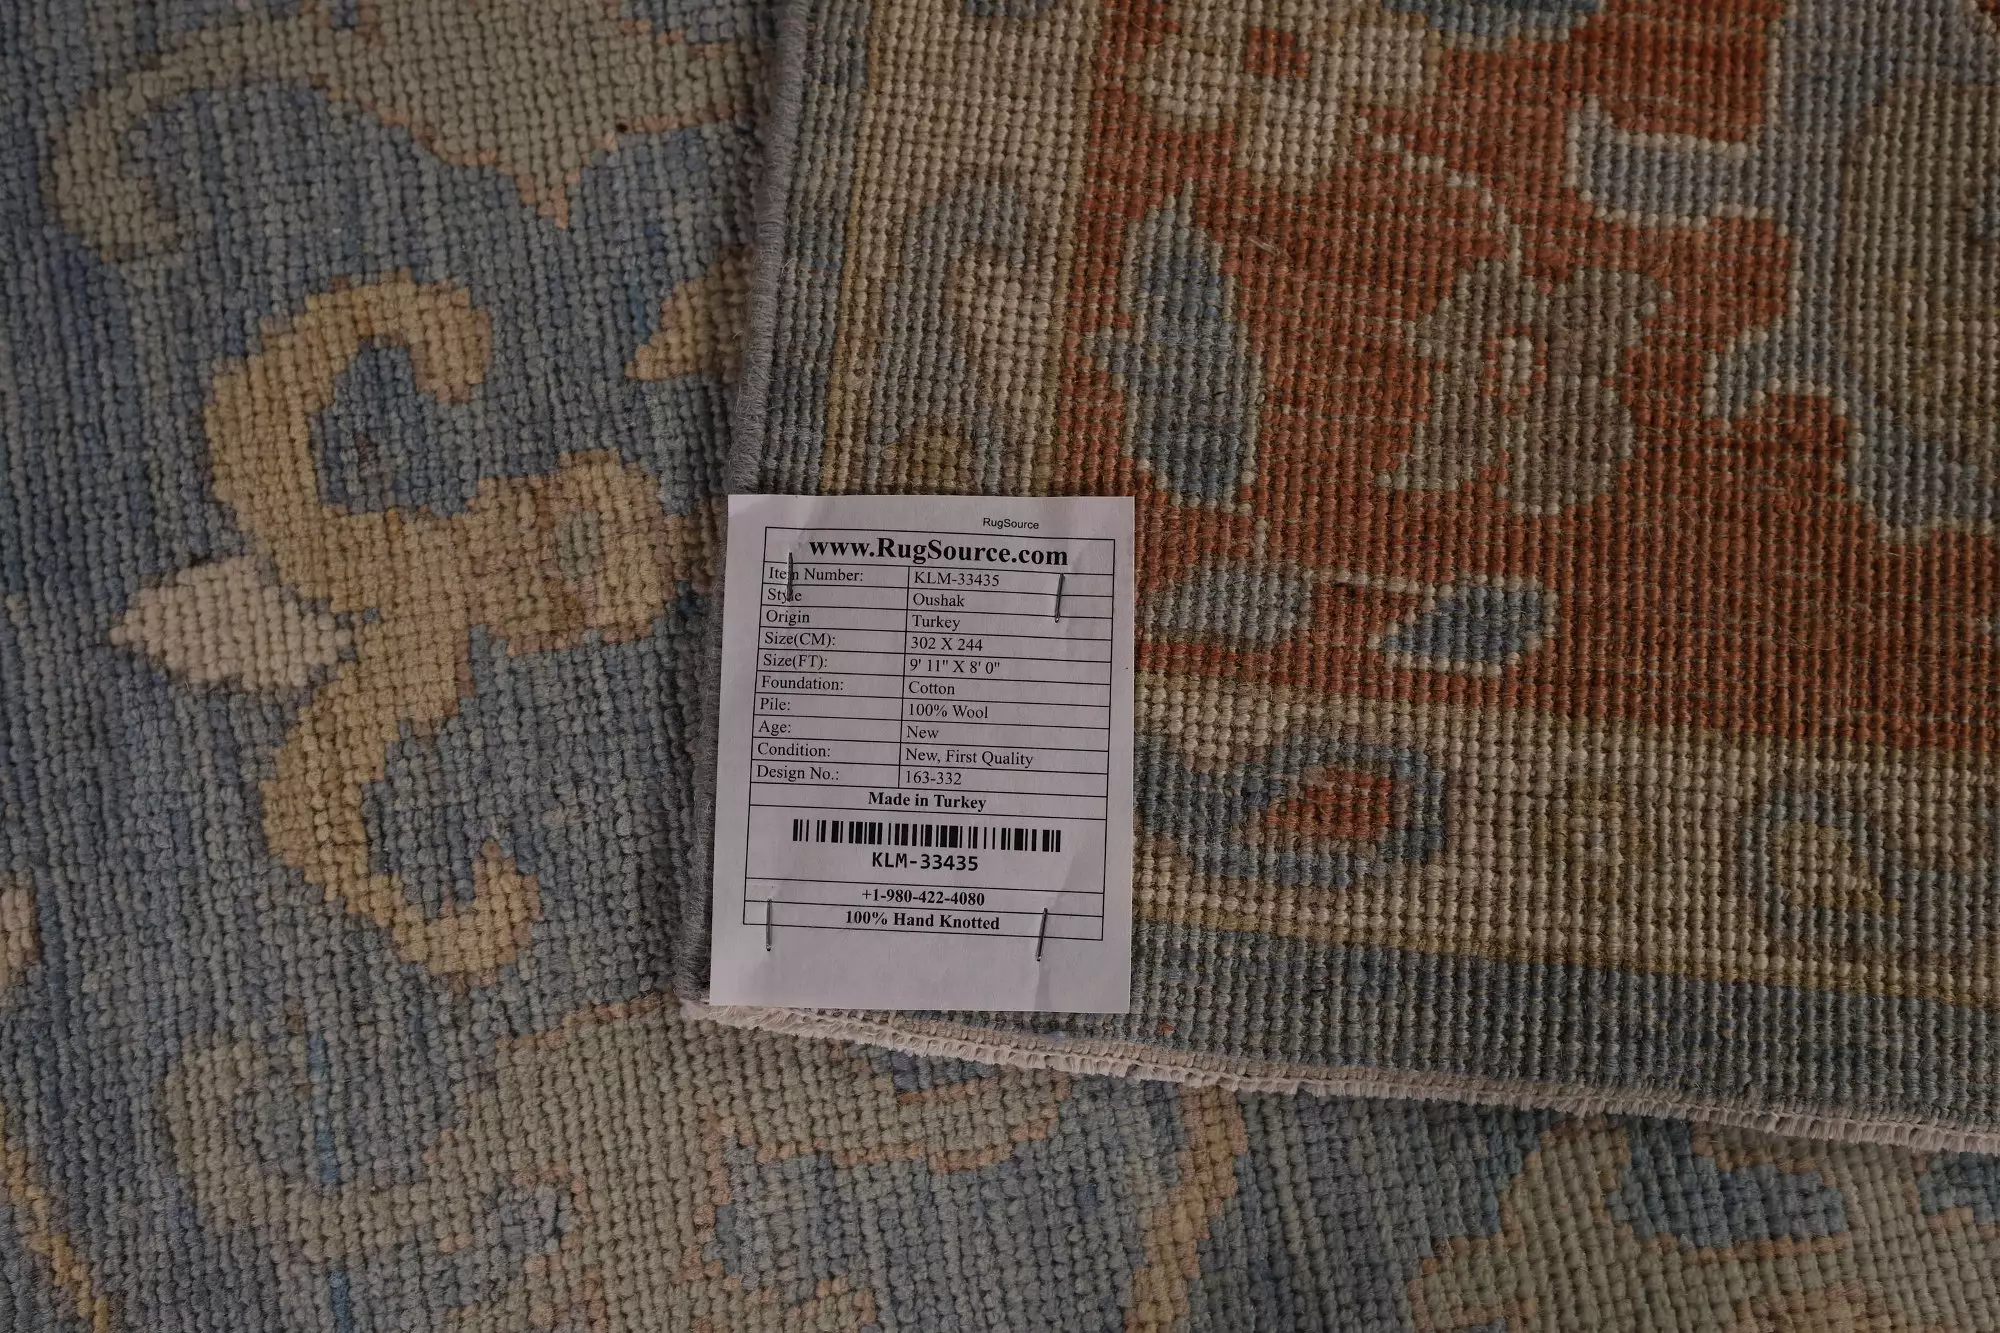 RugSource
www.RugSource.com
Item Number: KLM-33435
Style Oushak
Origin Turkey
Size(CM): 302 X 244
Size(FT): 9' 11" X 8' 0"
Foundation: Cotton
Pile: 100% Wool
Age: New
Condition: New, First Quality
Design No.: 163-332
Made in Turkey
KLM-33435
+1-980-422-4080
100% Hand Knotted